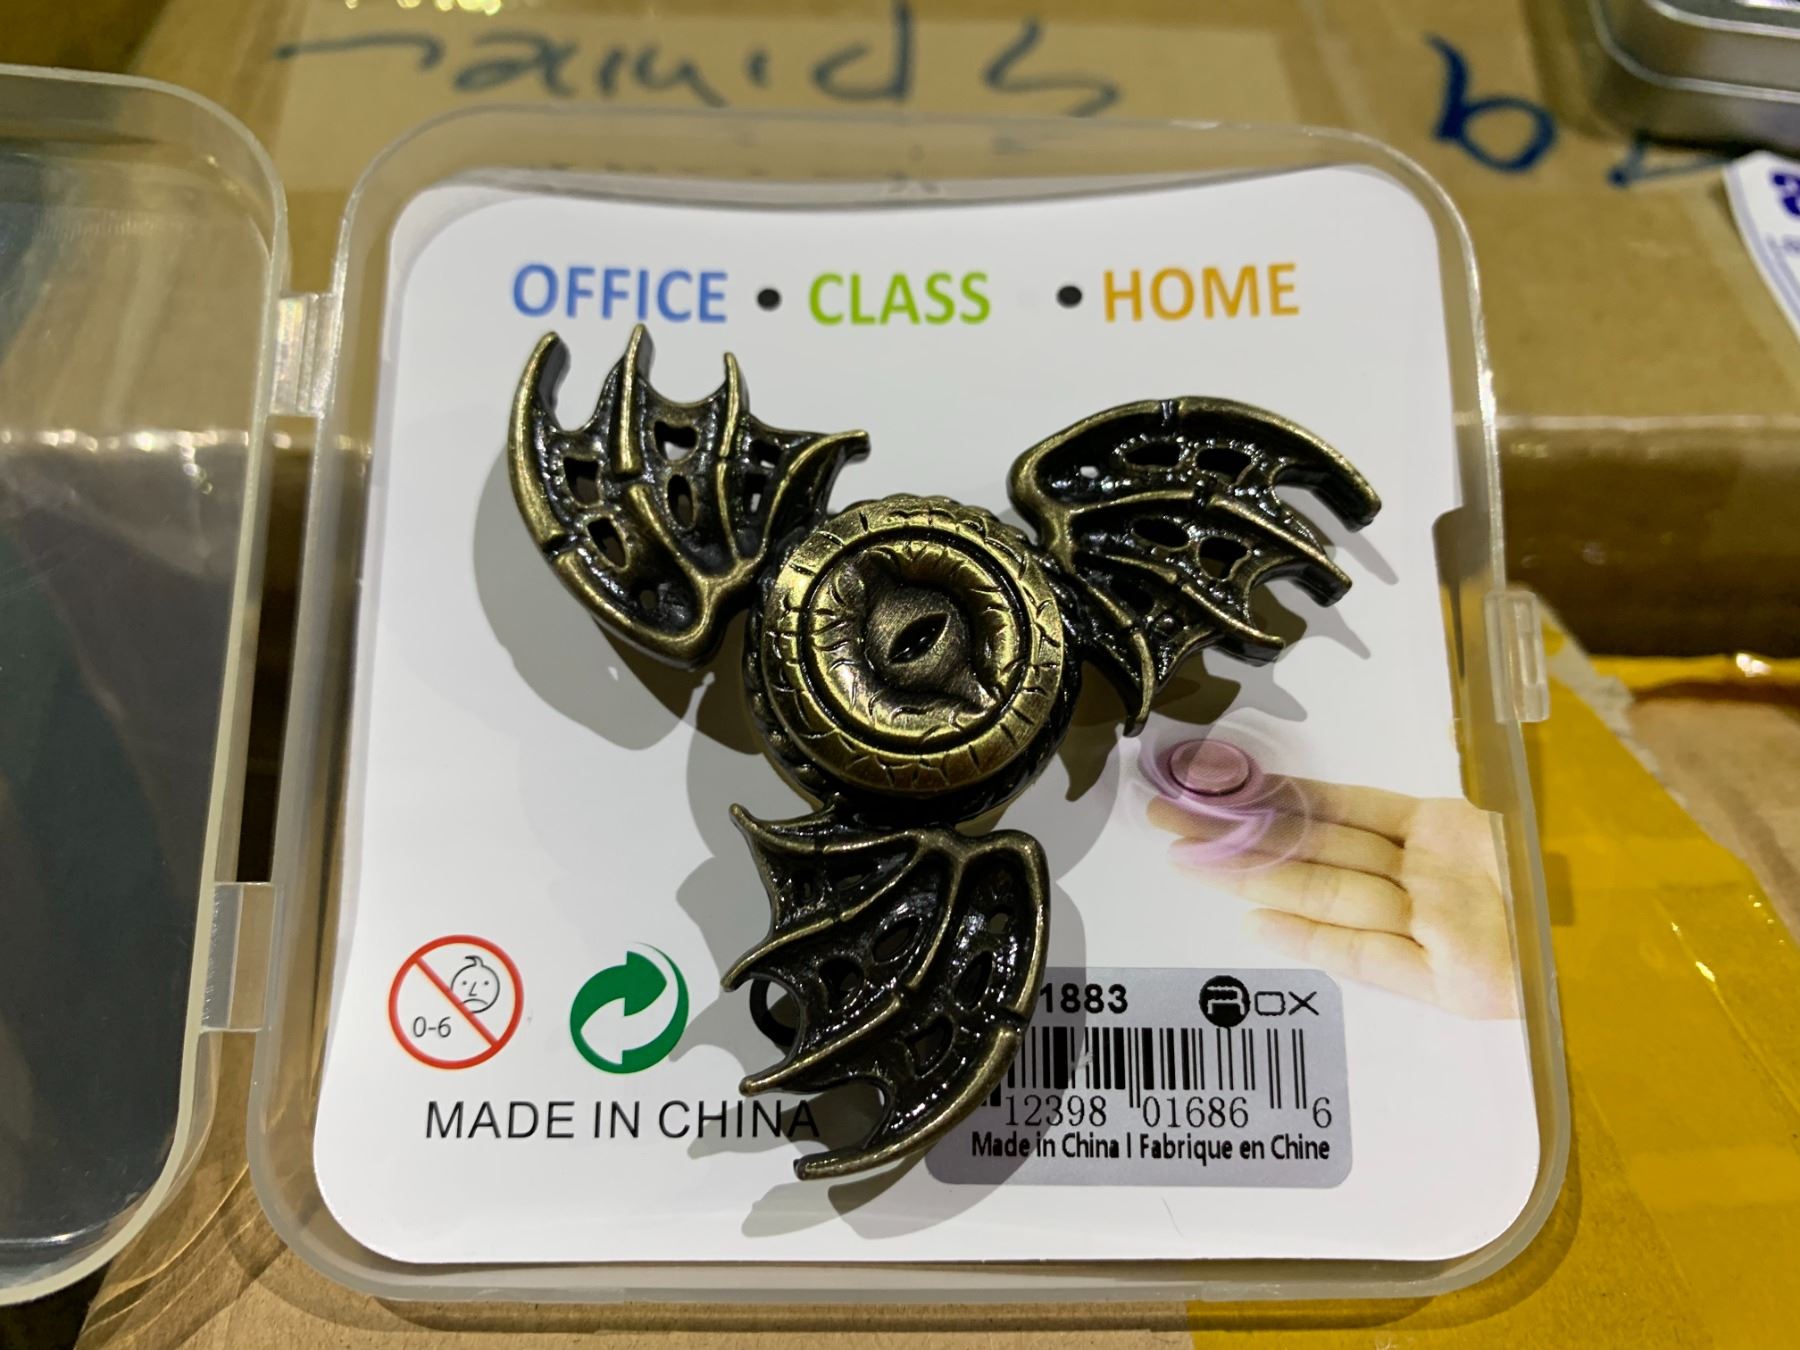 OFFICE • CLASS • HOME
0-6
1883 ROX
12398 01686 6
MADE IN CHINA
Made in China | Fabrique en Chine